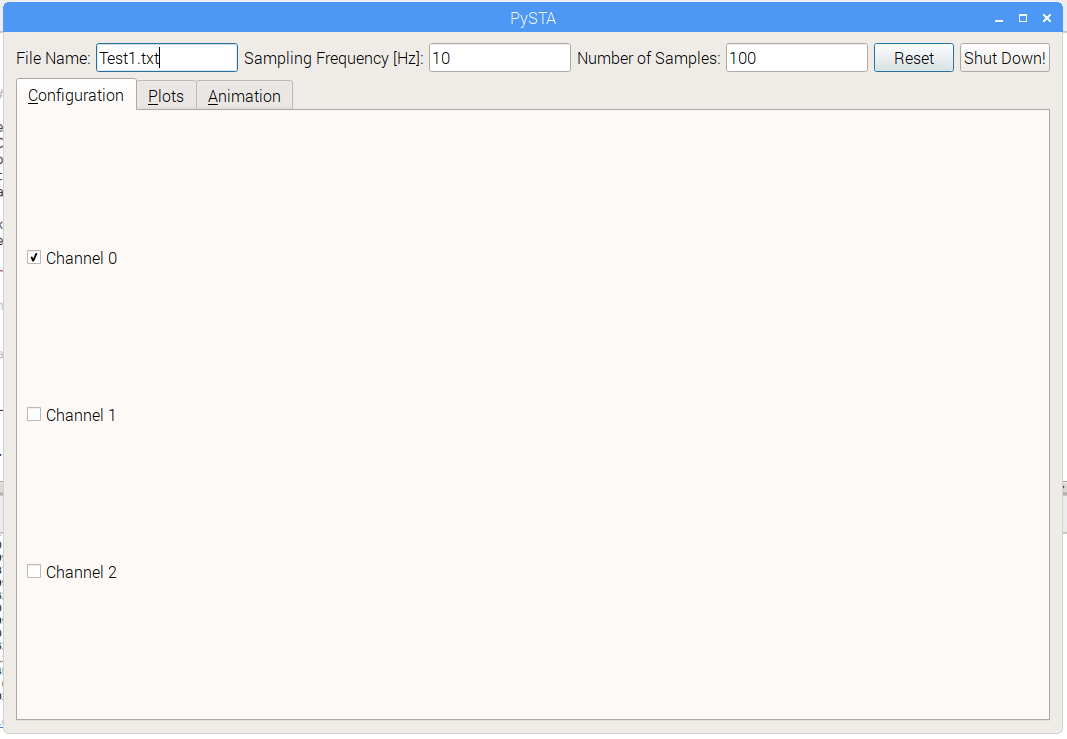 PySTA
File Name: Test1.txt Sampling Frequency [Hz]: 10 Number of Samples: 100 Reset Shut Down!
Configuration Plots Animation
Channel 0
Channel 1
Channel 2